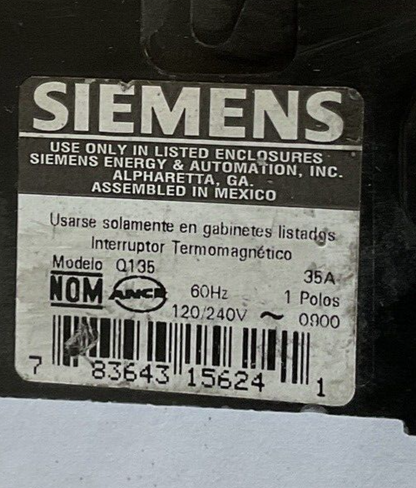 SIEMENS
USE ONLY IN LISTED ENCLOSURES
SIEMENS ENERGY & AUTOMATION, INC.
ALPHARETTA, GA.
ASSEMBLED IN MEXICO
Usarse solamente en gabinetes listados
Interruptor Termomagnético
Modelo Q135 35A
NOM ANCE 60Hz 1 Polos
120/240V ~ 0900
7 83643 15624 1